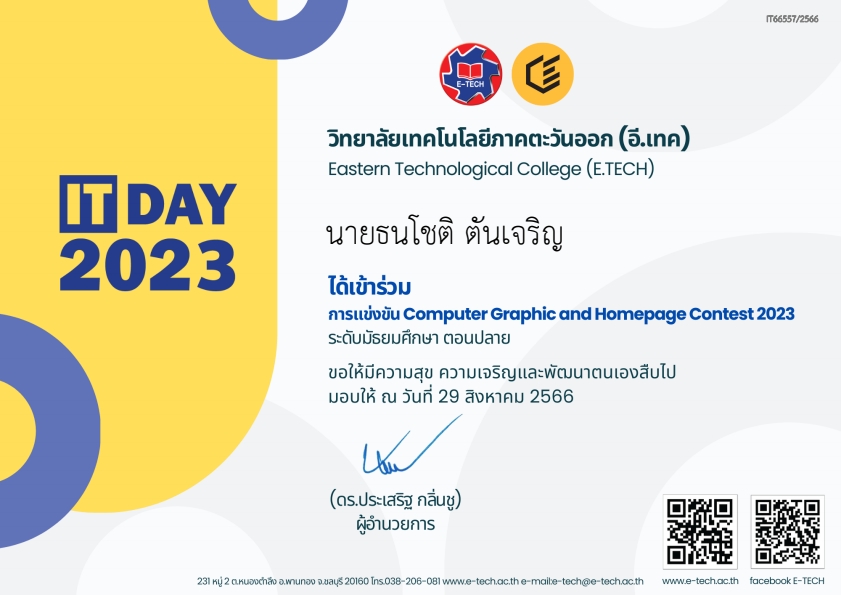 IT66557/2566
E-TECH
วิทยาลัยเทคโนโลยีภาคตะวันออก (อี.เทค)
Eastern Technological College (E.TECH)
IT DAY
2023
นายธนโชติ ตันเจริญ
ได้เข้าร่วม
การแข่งขัน Computer Graphic and Homepage Contest 2023
ระดับมัธยมศึกษา ตอนปลาย
ขอให้มีความสุข ความเจริญและพัฒนาตนเองสืบไป
มอบให้ ณ วันที่ 29 สิงหาคม 2566
(ดร.ประเสริฐ กลิ่นชู)
ผู้อำนวยการ
231 หมู่ 2 ต.หนองตำลึง อ.พานทอง จ.ชลบุรี 20160 โทร.038-206-081 www.e-tech.ac.th e-mail:e-tech@e-tech.ac.th
www.e-tech.ac.th
facebook E-TECH